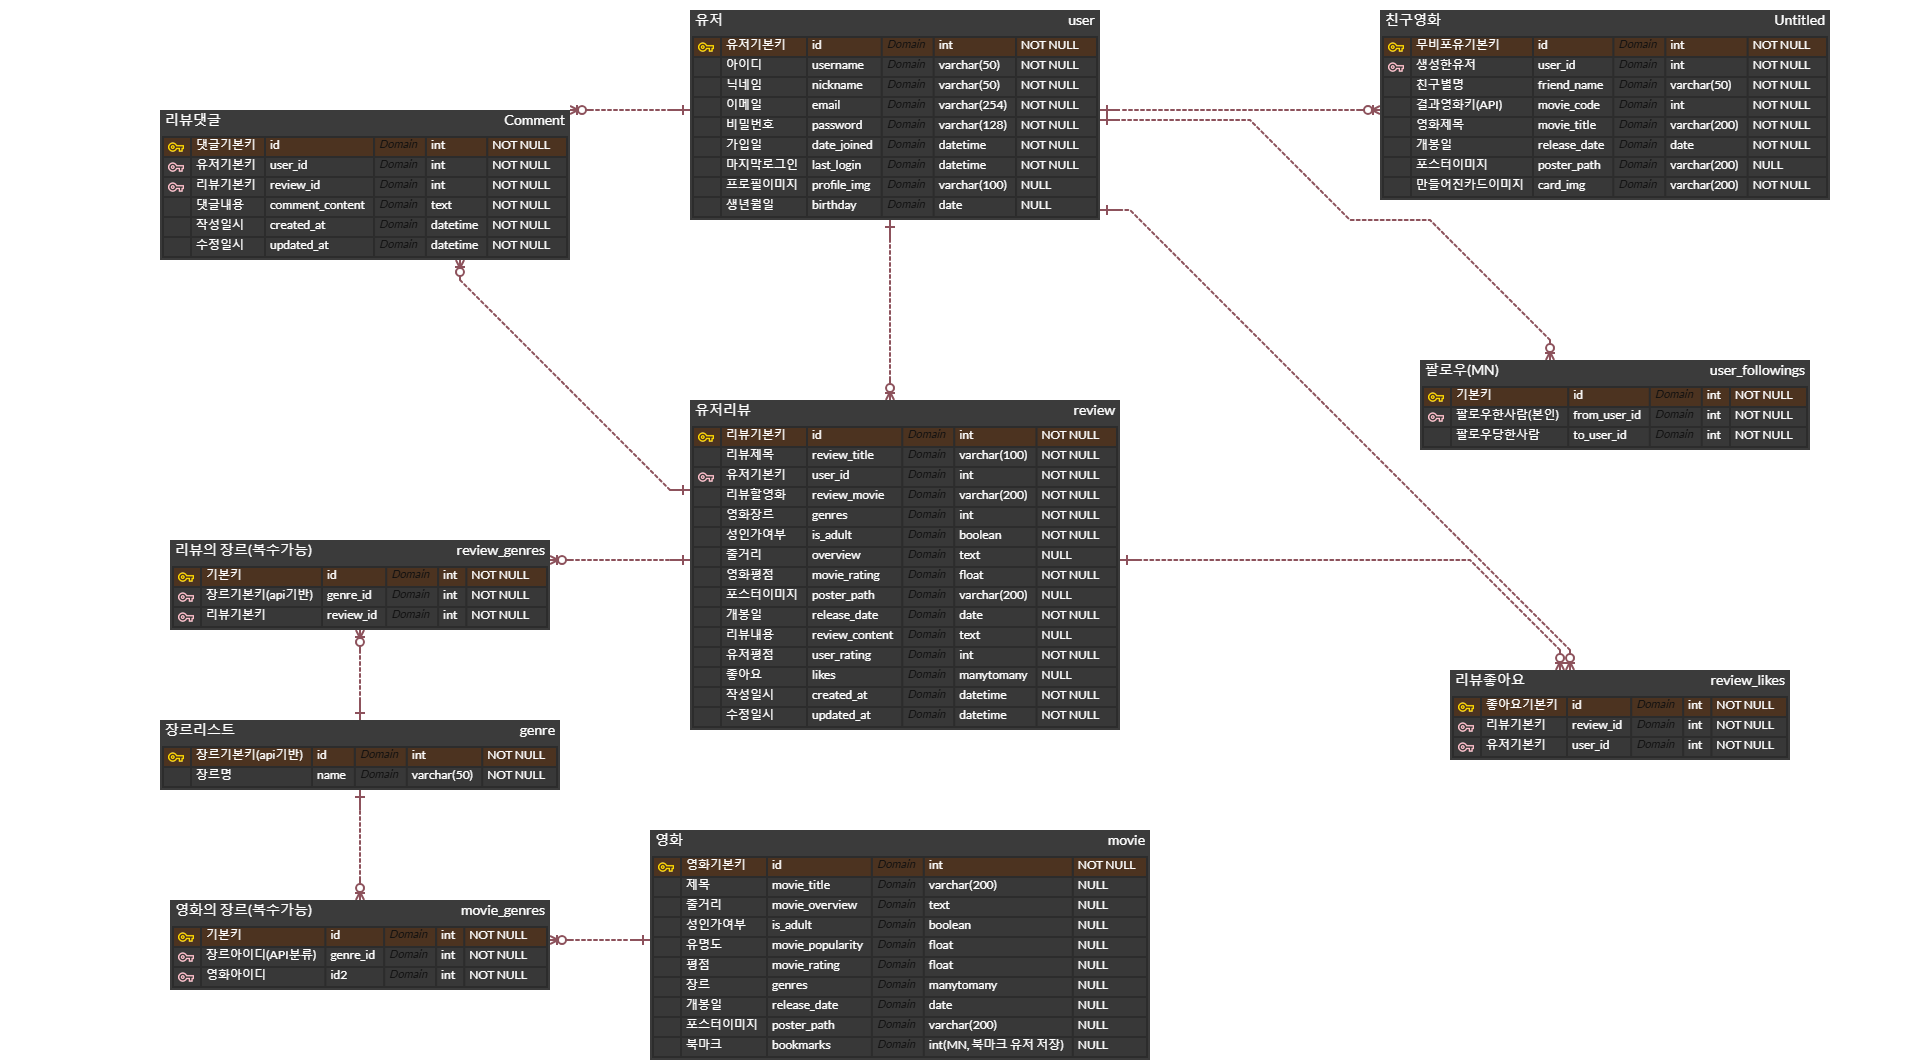 유저 user
유저기본키 id Domain int NOT NULL
아이디 username Domain varchar(50) NOT NULL
닉네임 nickname Domain varchar(50) NOT NULL
이메일 email Domain varchar(254) NOT NULL
비밀번호 password Domain varchar(128) NOT NULL
가입일 date_joined Domain datetime NOT NULL
마지막로그인 last_login Domain datetime NOT NULL
프로필이미지 profile_img Domain varchar(100) NULL
생년월일 birthday Domain date NULL
친구영화 Untitled
무비포유기본키 id Domain int NOT NULL
생성한유저 user_id Domain int NOT NULL
친구별명 friend_name Domain varchar(50) NOT NULL
결과영화키(API) movie_code Domain int NOT NULL
영화제목 movie_title Domain varchar(200) NOT NULL
개봉일 release_date Domain date NOT NULL
포스터이미지 poster_path Domain varchar(200) NULL
만들어진카드이미지 card_img Domain varchar(200) NOT NULL
리뷰댓글 Comment
댓글기본키 id Domain int NOT NULL
유저기본키 user_id Domain int NOT NULL
리뷰기본키 review_id Domain int NOT NULL
댓글내용 comment_content Domain text NOT NULL
작성일시 created_at Domain datetime NOT NULL
수정일시 updated_at Domain datetime NOT NULL
팔로우(MN) user_followings
기본키 id Domain int NOT NULL
팔로우한사람(본인) from_user_id Domain int NOT NULL
팔로우당한사람 to_user_id Domain int NOT NULL
유저리뷰 review
리뷰기본키 id Domain int NOT NULL
리뷰제목 review_title Domain varchar(100) NOT NULL
유저기본키 user_id Domain int NOT NULL
리뷰할영화 review_movie Domain varchar(200) NOT NULL
영화장르 genres Domain int NOT NULL
성인가여부 is_adult Domain boolean NOT NULL
줄거리 overview Domain text NULL
영화평점 movie_rating Domain float NOT NULL
포스터이미지 poster_path Domain varchar(200) NULL
개봉일 release_date Domain date NOT NULL
리뷰내용 review_content Domain text NULL
유저평점 user_rating Domain int NOT NULL
좋아요 likes Domain manytomany NULL
작성일시 created_at Domain datetime NOT NULL
수정일시 updated_at Domain datetime NOT NULL
리뷰의 장르(복수가능) review_genres
기본키 id Domain int NOT NULL
장르기본키(api기반) genre_id Domain int NOT NULL
리뷰기본키 review_id Domain int NOT NULL
리뷰좋아요 review_likes
좋아요기본키 id Domain int NOT NULL
리뷰기본키 review_id Domain int NOT NULL
유저기본키 user_id Domain int NOT NULL
장르리스트 genre
장르기본키(api기반) id Domain int NOT NULL
장르명 name Domain varchar(50) NOT NULL
영화의 장르(복수가능) movie_genres
기본키 id Domain int NOT NULL
장르아이디(API분류) genre_id Domain int NOT NULL
영화아이디 id2 Domain int NOT NULL
영화 movie
영화기본키 id Domain int NOT NULL
제목 movie_title Domain varchar(200) NULL
줄거리 movie_overview Domain text NULL
성인가여부 is_adult Domain boolean NULL
유명도 movie_popularity Domain float NULL
평점 movie_rating Domain float NULL
장르 genres Domain manytomany NULL
개봉일 release_date Domain date NULL
포스터이미지 poster_path Domain varchar(200) NULL
북마크 bookmarks Domain int(MN, 북마크 유저 저장) NULL